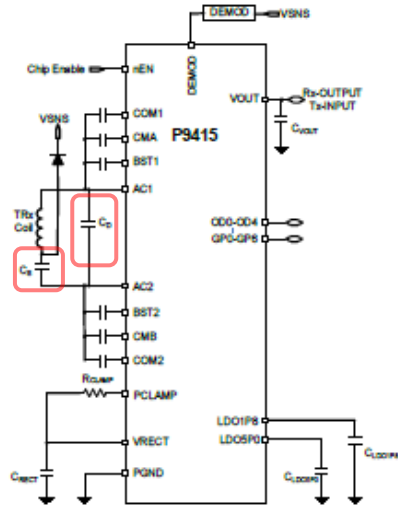 DEMOD
VSNS
Chip Enable
nEN
DEMOD
VOUT
Rx-OUTPUT
Tx-INPUT
VSNS
COM1
CMA
P9415
CVOUT
BST1
AC1
TRx
Coil
CD
OD0-OD4
GP0-GP6
CS
AC2
BST2
CMB
COM2
RCLAMP
PCLAMP
LDO1P8
VRECT
LDO5P0
CLDO1P8
CRECT
PGND
CLDO5P0